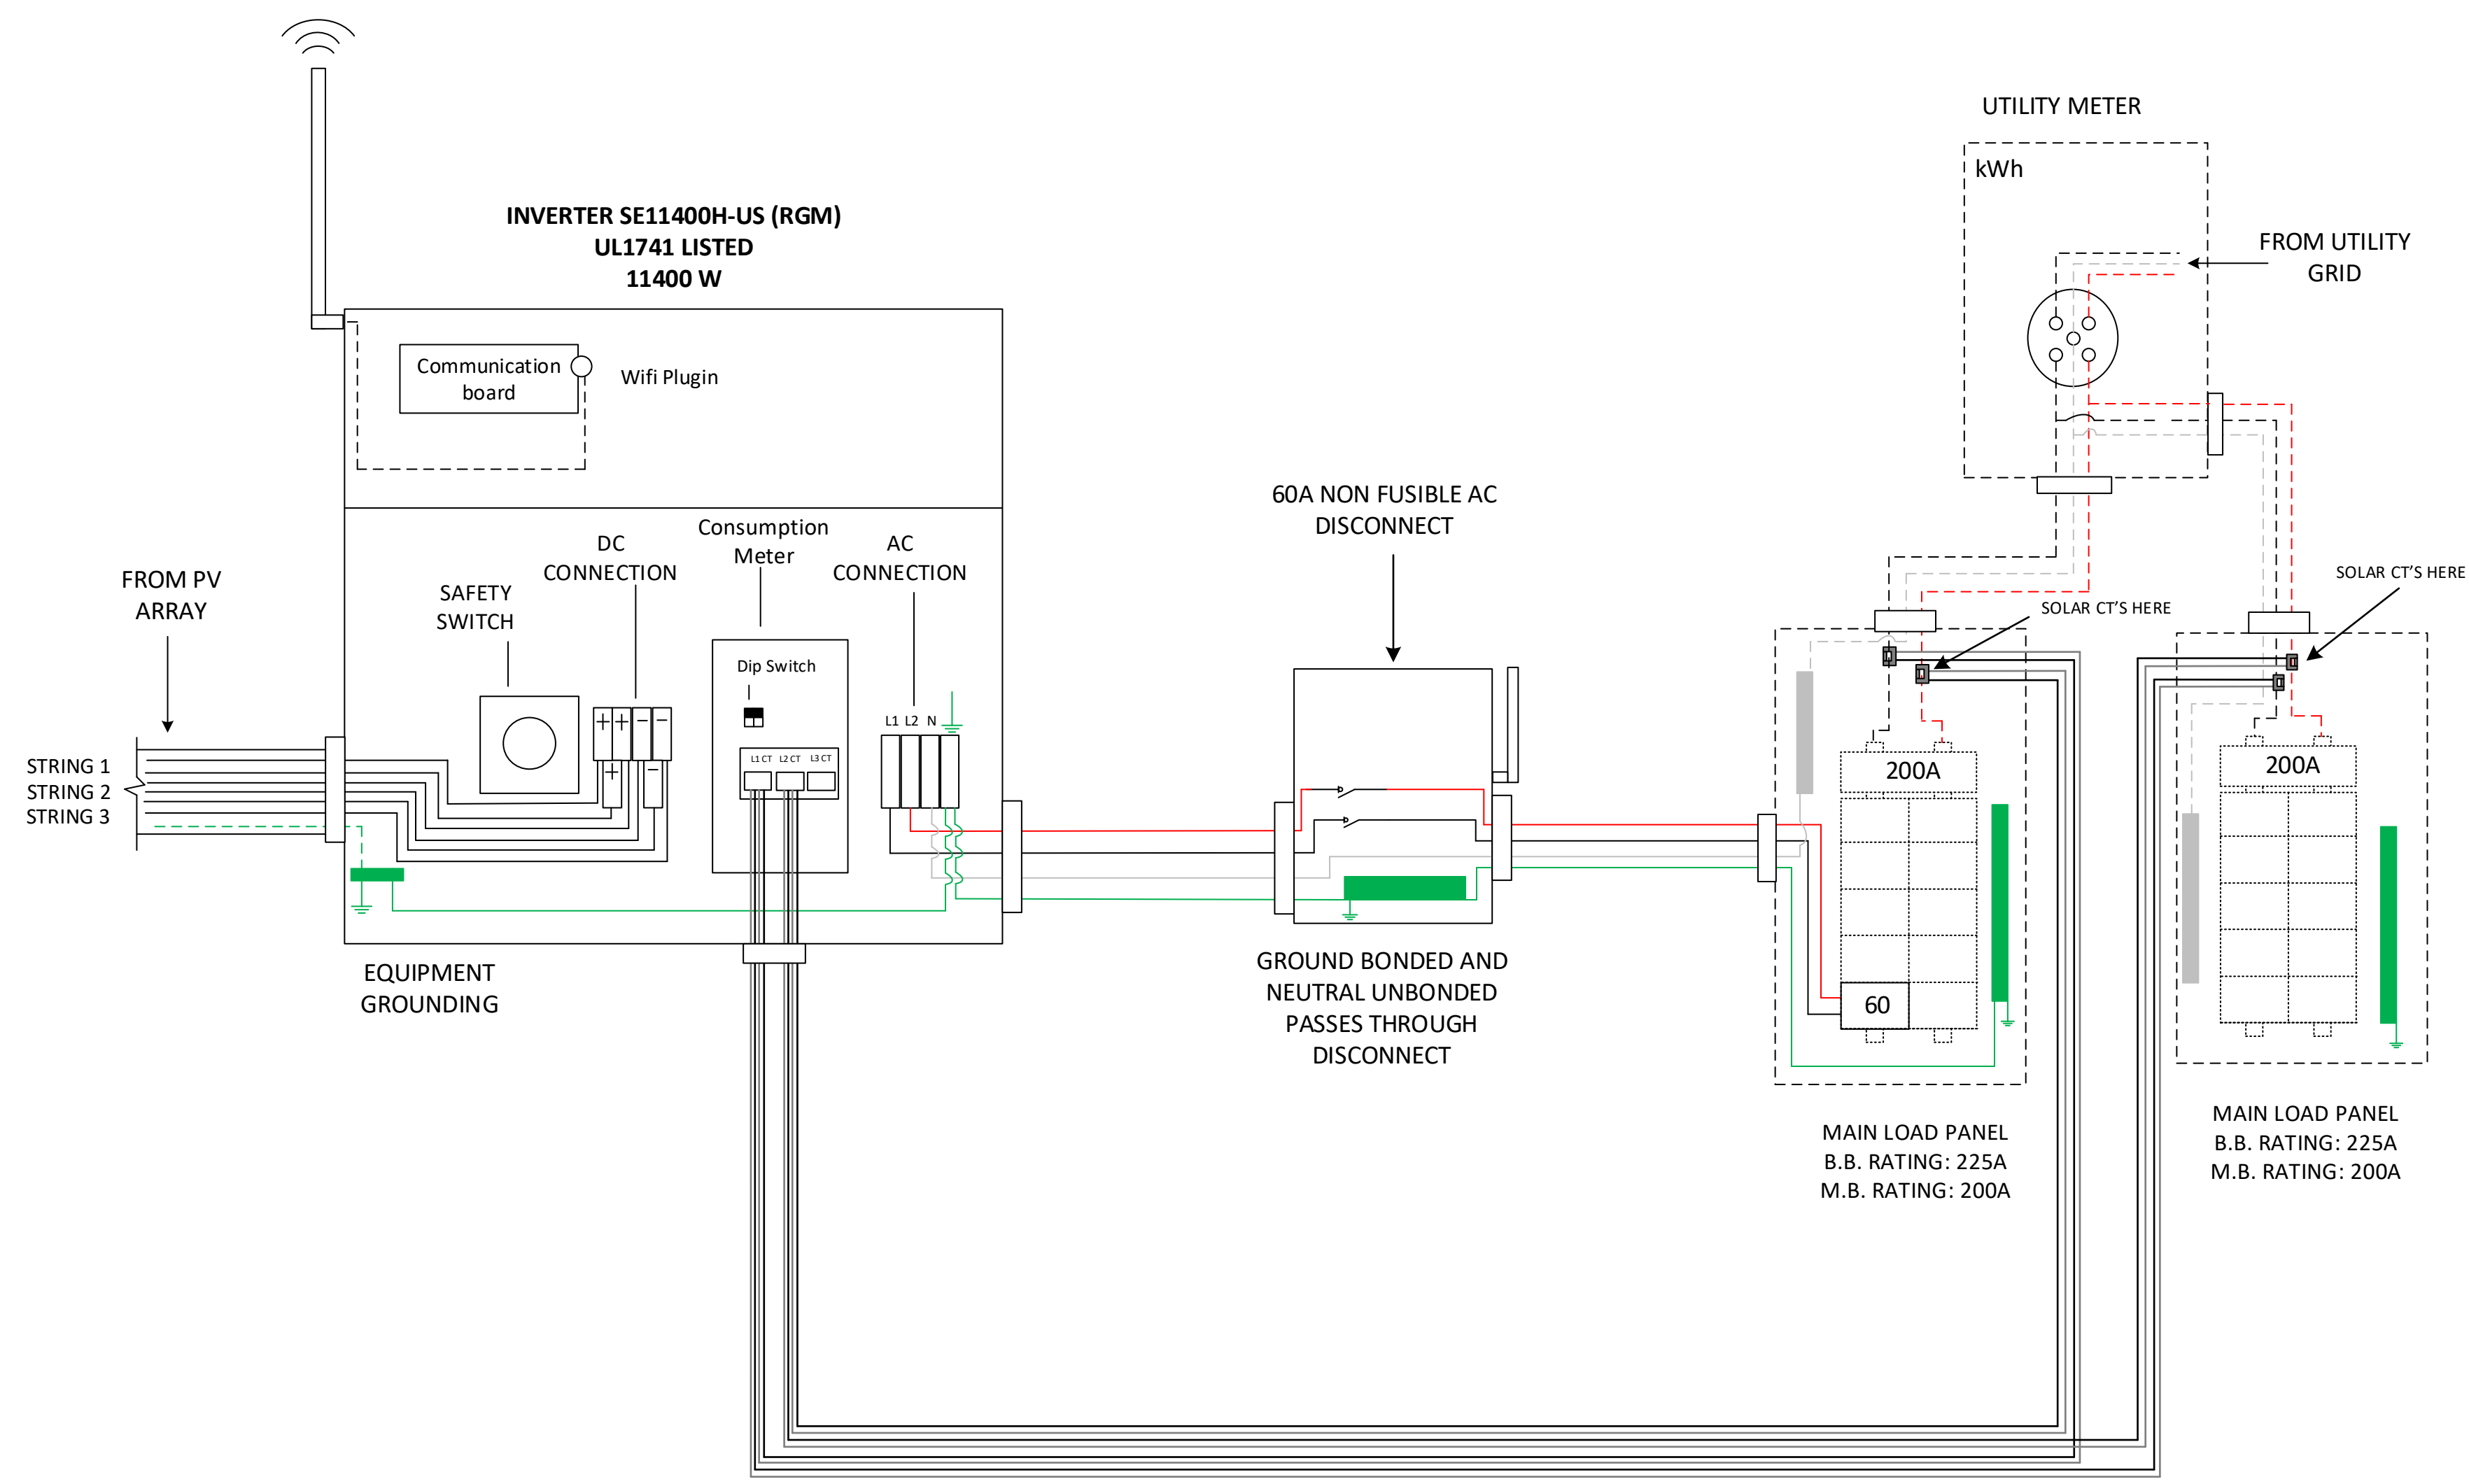 UTILITY METER
kWh
FROM UTILITY
GRID
INVERTER SE11400H-US (RGM)
UL1741 LISTED
11400 W
Communication
board
Wifi Plugin
60A NON FUSIBLE AC
DISCONNECT
Consumption
Meter
DC
CONNECTION
AC
CONNECTION
SAFETY
SWITCH
FROM PV
ARRAY
SOLAR CT'S HERE
SOLAR CT'S HERE
Dip Switch
L1 L2 N
+ + − −
+ −
L1 CT L2 CT L3 CT
STRING 1
STRING 2
STRING 3
200A
200A
60
EQUIPMENT
GROUNDING
GROUND BONDED AND
NEUTRAL UNBONDED
PASSES THROUGH
DISCONNECT
MAIN LOAD PANEL
B.B. RATING: 225A
M.B. RATING: 200A
MAIN LOAD PANEL
B.B. RATING: 225A
M.B. RATING: 200A